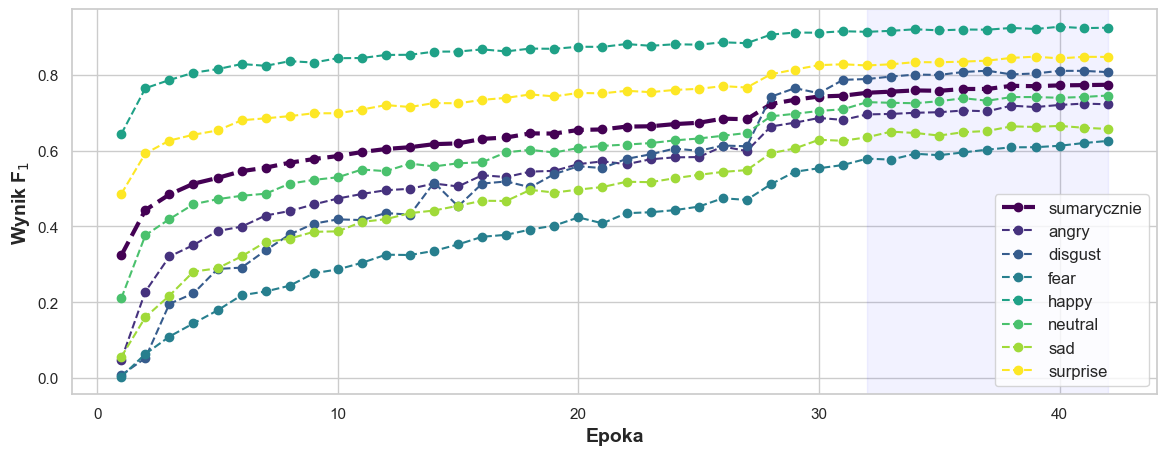 Wynik F₁
0.8
0.6
0.4
0.2
0.0
0 10 20 30 40
Epoka
sumarycznie
angry
disgust
fear
happy
neutral
sad
surprise